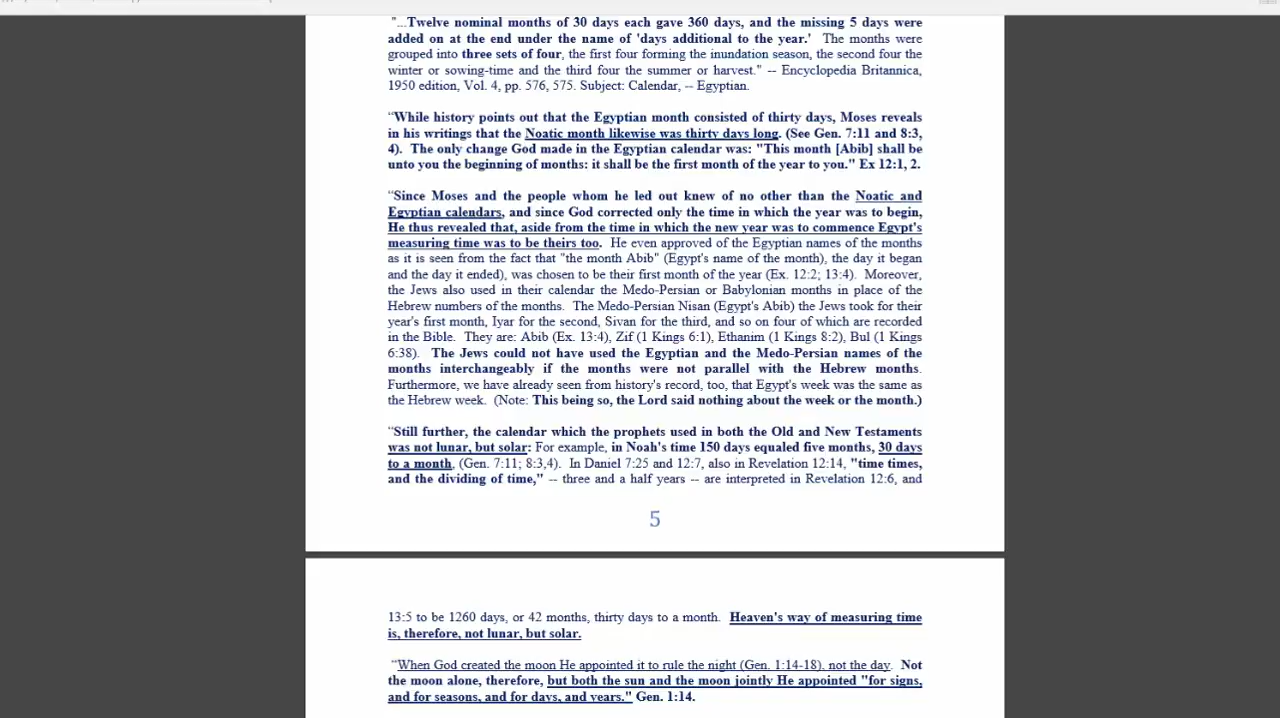 "...Twelve nominal months of 30 days each gave 360 days, and the missing 5 days were
added on at the end under the name of 'days additional to the year.' The months were
grouped into three sets of four, the first four forming the inundation season, the second four the
winter or sowing-time and the third four the summer or harvest." -- Encyclopedia Britannica,
1950 edition, Vol. 4, pp. 576, 575. Subject: Calendar, -- Egyptian.
"While history points out that the Egyptian month consisted of thirty days, Moses reveals
in his writings that the Noatic month likewise was thirty days long. (See Gen. 7:11 and 8:3,
4). The only change God made in the Egyptian calendar was: "This month [Abib] shall be
unto you the beginning of months: it shall be the first month of the year to you." Ex 12:1, 2.
"Since Moses and the people whom he led out knew of no other than the Noatic and
Egyptian calendars, and since God corrected only the time in which the year was to begin,
He thus revealed that, aside from the time in which the new year was to commence Egypt's
measuring time was to be theirs too. He even approved of the Egyptian names of the months
as it is seen from the fact that "the month Abib" (Egypt's name of the month), the day it began
and the day it ended), was chosen to be their first month of the year (Ex. 12:2; 13:4). Moreover,
the Jews also used in their calendar the Medo-Persian or Babylonian months in place of the
Hebrew numbers of the months. The Medo-Persian Nisan (Egypt's Abib) the Jews took for their
year's first month, Iyar for the second, Sivan for the third, and so on four of which are recorded
in the Bible. They are: Abib (Ex. 13:4), Zif (1 Kings 6:1), Ethanim (1 Kings 8:2), Bul (1 Kings
6:38). The Jews could not have used the Egyptian and the Medo-Persian names of the
months interchangeably if the months were not parallel with the Hebrew months.
Furthermore, we have already seen from history's record, too, that Egypt's week was the same as
the Hebrew week. (Note: This being so, the Lord said nothing about the week or the month.)
"Still further, the calendar which the prophets used in both the Old and New Testaments
was not lunar, but solar: For example, in Noah's time 150 days equaled five months, 30 days
to a month, (Gen. 7:11; 8:3,4). In Daniel 7:25 and 12:7, also in Revelation 12:14, "time times,
and the dividing of time," -- three and a half years -- are interpreted in Revelation 12:6, and
5
13:5 to be 1260 days, or 42 months, thirty days to a month. Heaven's way of measuring time
is, therefore, not lunar, but solar.
"When God created the moon He appointed it to rule the night (Gen. 1:14-18), not the day. Not
the moon alone, therefore, but both the sun and the moon jointly He appointed "for signs,
and for seasons, and for days, and years." Gen. 1:14.